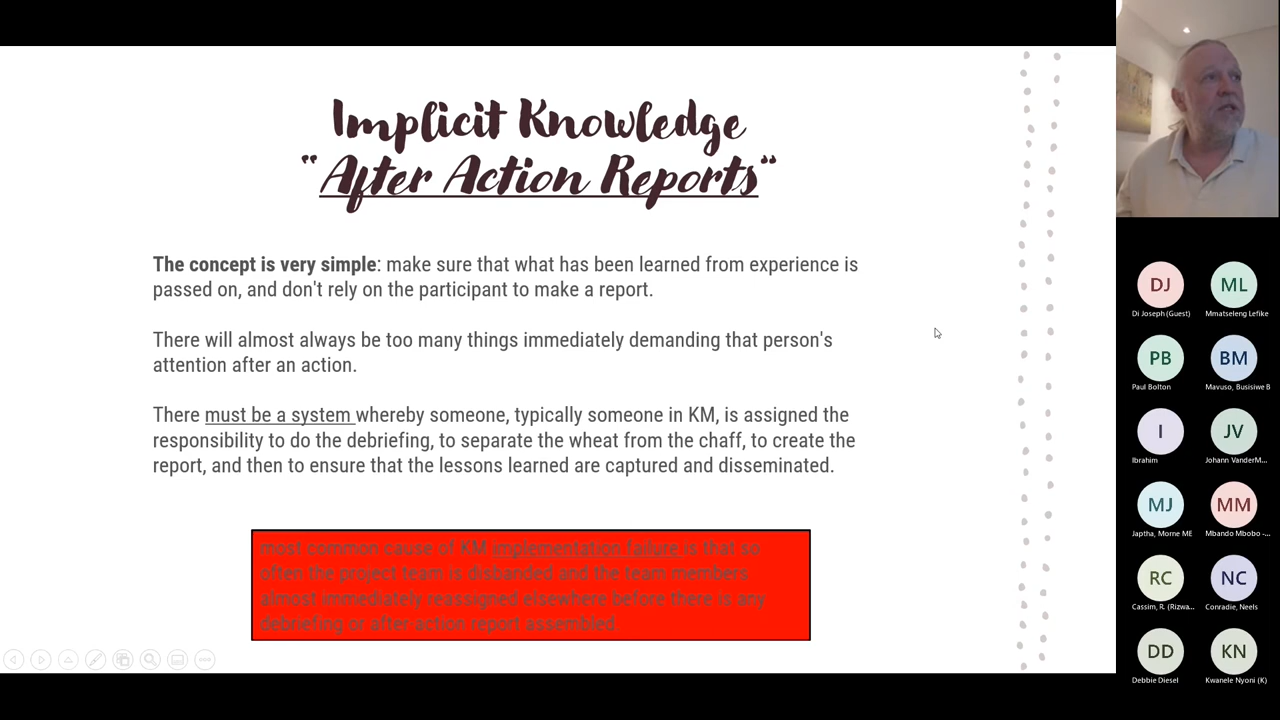 Implicit Knowledge
“After Action Reports”
The concept is very simple: make sure that what has been learned from experience is
passed on, and don't rely on the participant to make a report.
There will almost always be too many things immediately demanding that person's
attention after an action.
There must be a system whereby someone, typically someone in KM, is assigned the
responsibility to do the debriefing, to separate the wheat from the chaff, to create the
report, and then to ensure that the lessons learned are captured and disseminated.
most common cause of KM implementation failure is that so
often the project team is disbanded and the team members
almost immediately reassigned elsewhere before there is any
debriefing or after action report assembled.
DJ
ML
Di Joseph (Guest)
Mmatseleng Lefike
PB
BM
Paul Bolton
Mavuso, Busisiwe B
I
JV
Ibrahim
Johann VanderM...
MJ
MM
Japtha, Morne ME
Mbando Mbobo -...
RC
NC
Cassim, R. (Rizwa...
Conradie, Neels
DD
KN
Debbie Diesel
Kwanele Nyoni (K)